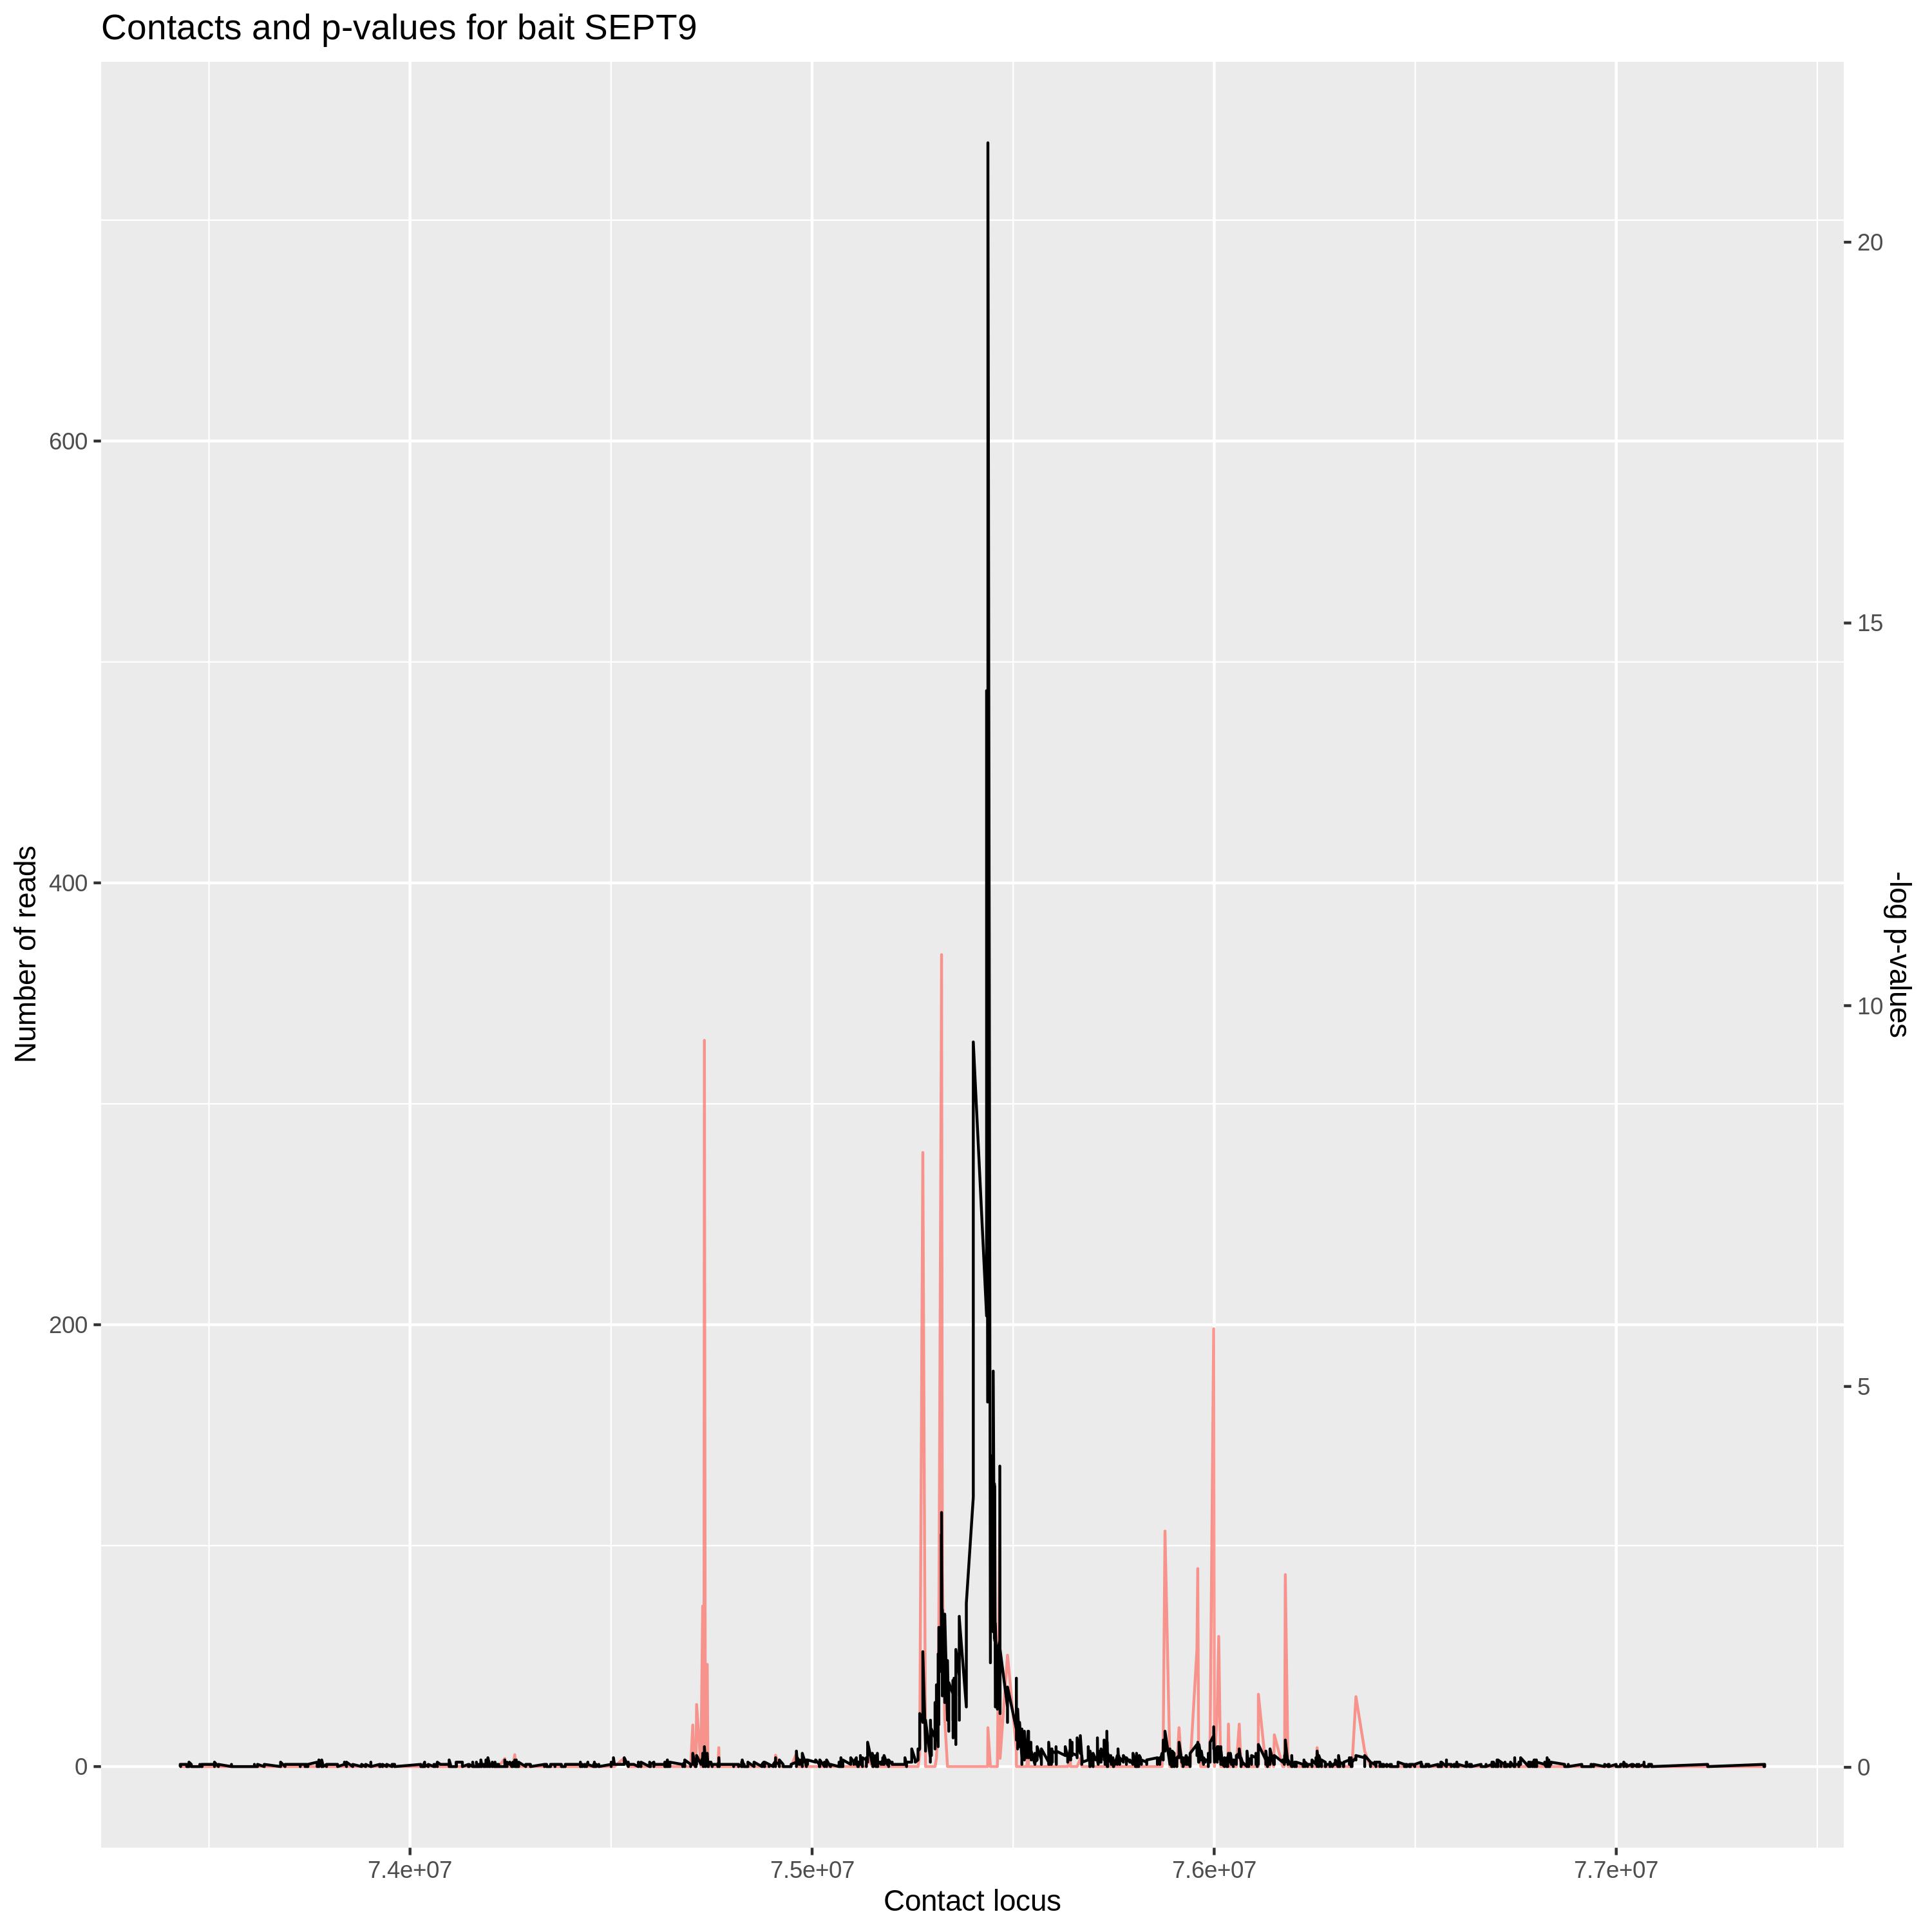 Contacts and p-values for bait SEPT9
600
400
200
0
Number of reads
20
15
10
5
0
-log p-values
7.4e+07
7.5e+07
7.6e+07
7.7e+07
Contact locus